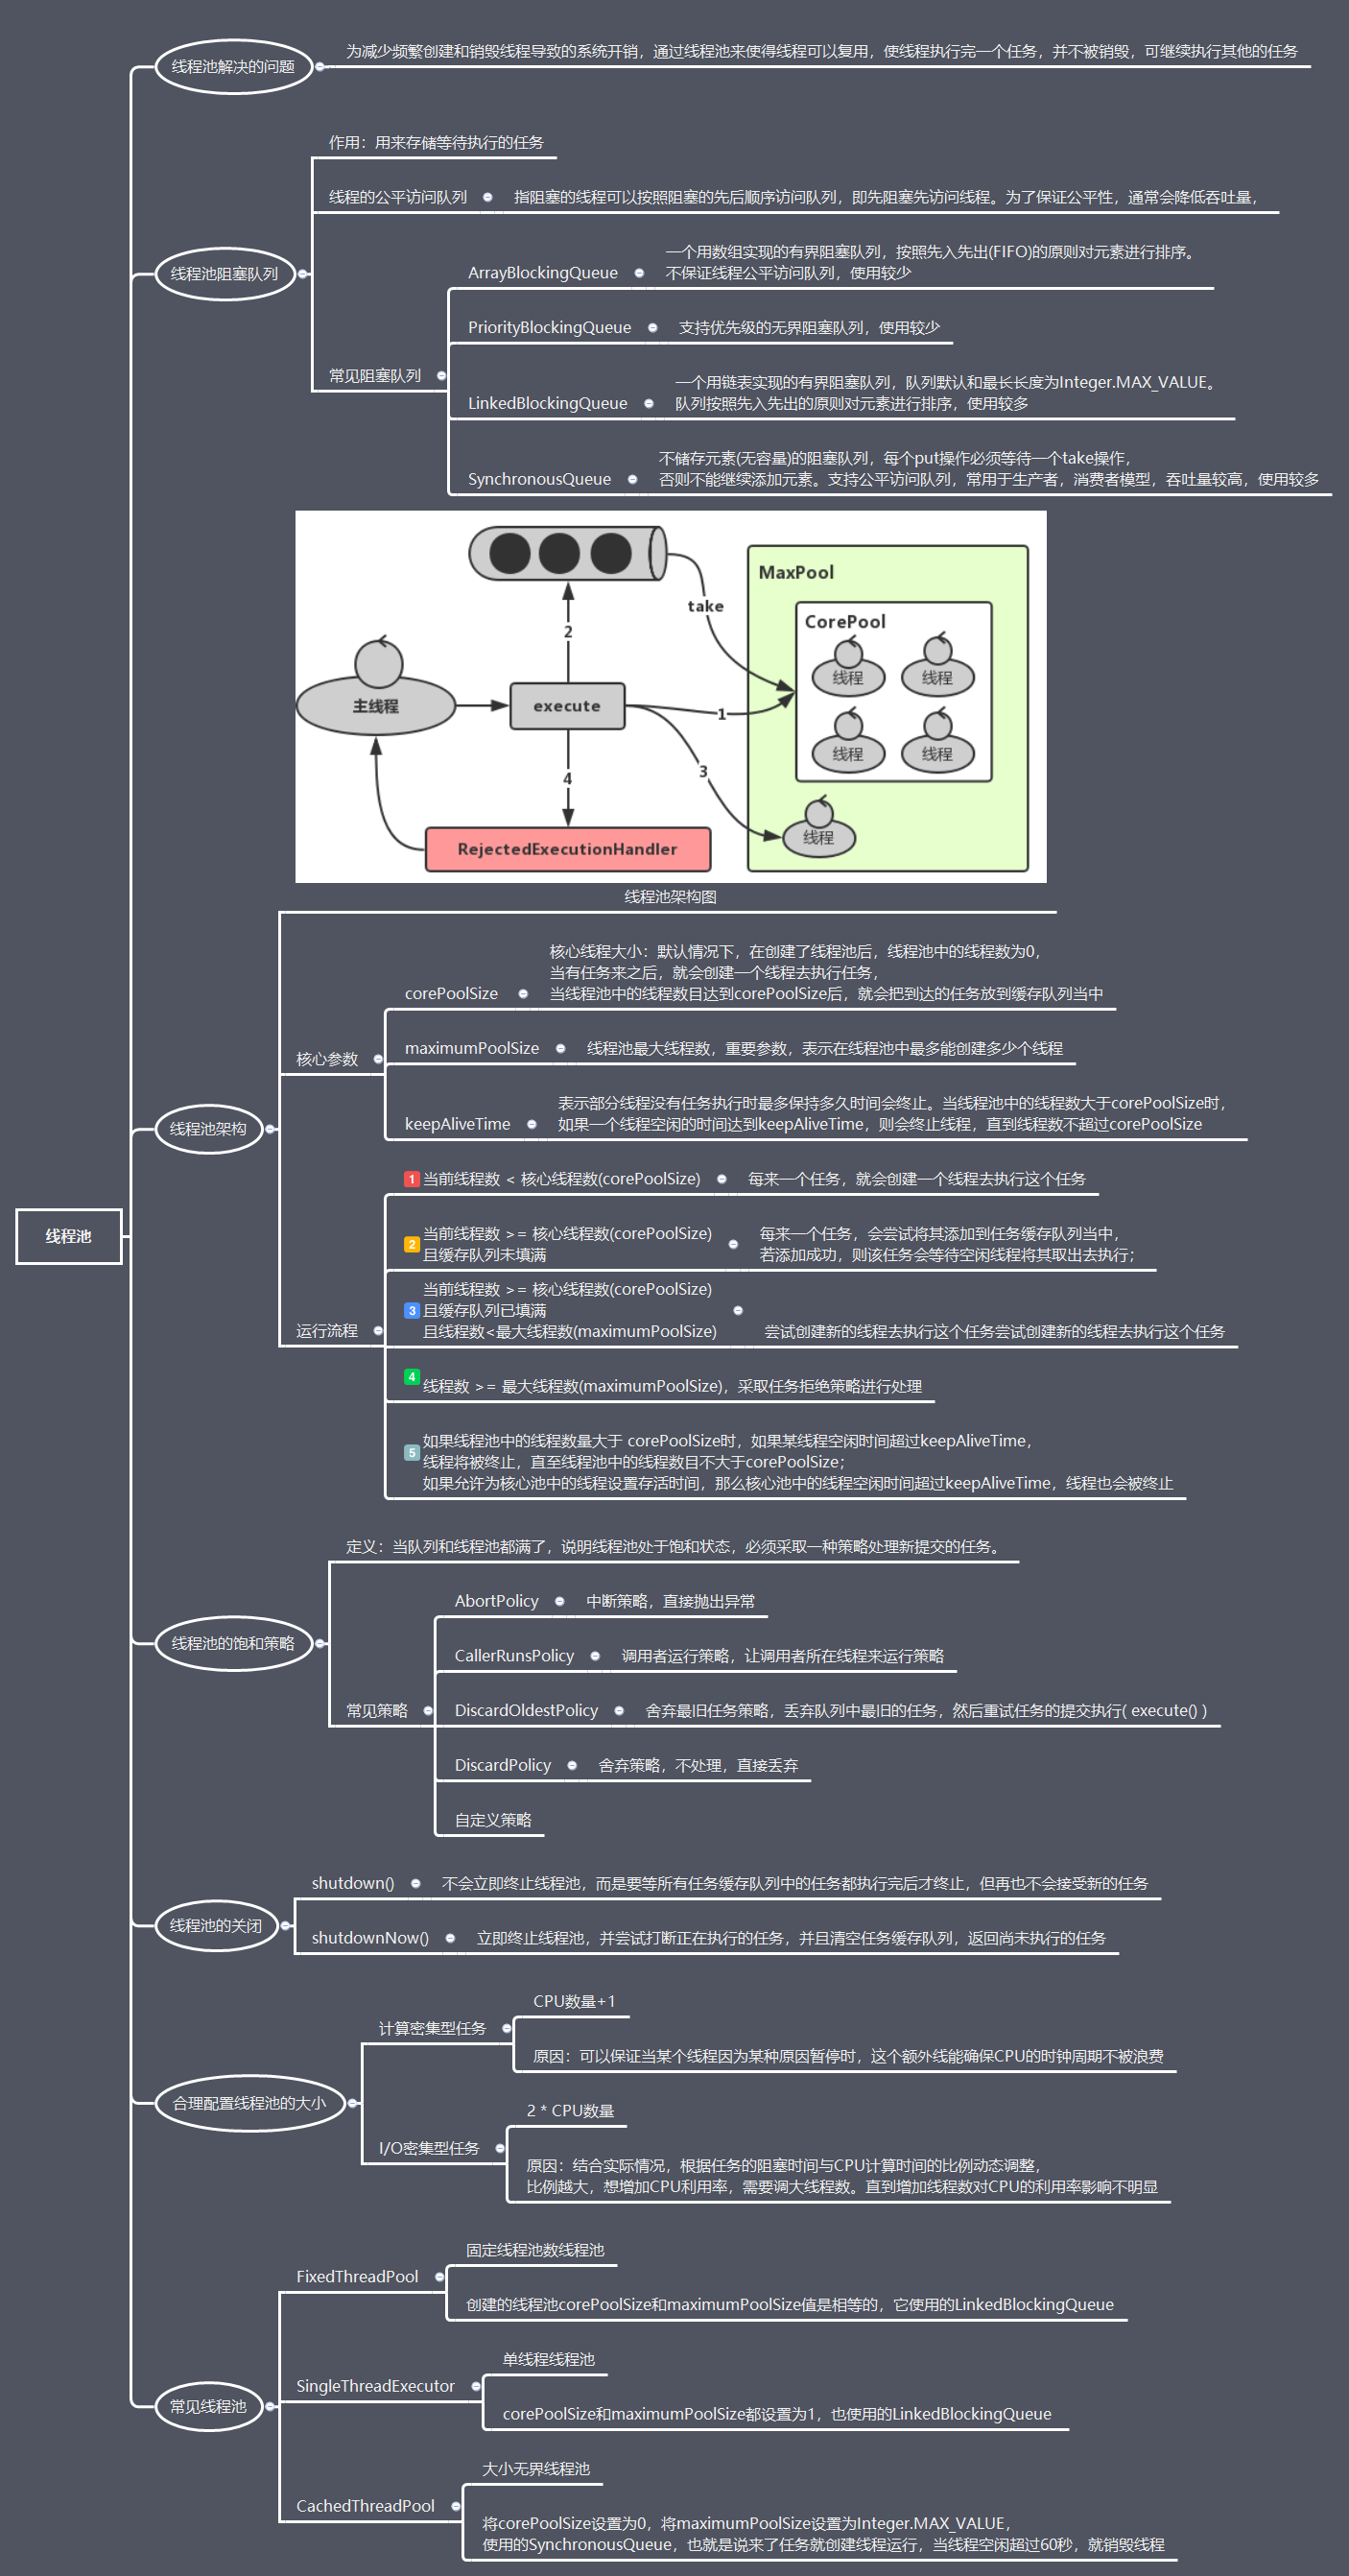 线程池
线程池解决的问题
为减少频繁创建和销毁线程导致的系统开销，通过线程池来使得线程可以复用，使线程执行完一个任务，并不被销毁，可继续执行其他的任务
线程池阻塞队列
作用：用来存储等待执行的任务
线程的公平访问队列
指阻塞的线程可以按照阻塞的先后顺序访问队列，即先阻塞先访问线程。为了保证公平性，通常会降低吞吐量，
常见阻塞队列
ArrayBlockingQueue
一个用数组实现的有界阻塞队列，按照先入先出(FIFO)的原则对元素进行排序。
不保证线程公平访问队列，使用较少
PriorityBlockingQueue
支持优先级的无界阻塞队列，使用较少
LinkedBlockingQueue
一个用链表实现的有界阻塞队列，队列默认和最长长度为Integer.MAX_VALUE。
队列按照先入先出的原则对元素进行排序，使用较多
SynchronousQueue
不储存元素(无容量)的阻塞队列，每个put操作必须等待一个take操作，
否则不能继续添加元素。支持公平访问队列，常用于生产者，消费者模型，吞吐量较高，使用较多
MaxPool
take
CorePool
2
线程
线程
主线程
execute
1
线程
线程
3
4
线程
RejectedExecutionHandler
线程池架构图
线程池架构
核心参数
corePoolSize
核心线程大小：默认情况下，在创建了线程池后，线程池中的线程数为0，
当有任务来之后，就会创建一个线程去执行任务，
当线程池中的线程数目达到corePoolSize后，就会把到达的任务放到缓存队列当中
maximumPoolSize
线程池最大线程数，重要参数，表示在线程池中最多能创建多少个线程
keepAliveTime
表示部分线程没有任务执行时最多保持多久时间会终止。当线程池中的线程数大于corePoolSize时，
如果一个线程空闲的时间达到keepAliveTime，则会终止线程，直到线程数不超过corePoolSize
运行流程
1 当前线程数 < 核心线程数(corePoolSize)
每来一个任务，就会创建一个线程去执行这个任务
2 当前线程数 >= 核心线程数(corePoolSize)
且缓存队列未填满
每来一个任务，会尝试将其添加到任务缓存队列当中，
若添加成功，则该任务会等待空闲线程将其取出去执行；
3 当前线程数 >= 核心线程数(corePoolSize)
且缓存队列已填满
且线程数<最大线程数(maximumPoolSize)
尝试创建新的线程去执行这个任务尝试创建新的线程去执行这个任务
4 线程数 >= 最大线程数(maximumPoolSize)，采取任务拒绝策略进行处理
5 如果线程池中的线程数量大于 corePoolSize时，如果某线程空闲时间超过keepAliveTime，
线程将被终止，直至线程池中的线程数目不大于corePoolSize；
如果允许为核心池中的线程设置存活时间，那么核心池中的线程空闲时间超过keepAliveTime，线程也会被终止
线程池的饱和策略
定义：当队列和线程池都满了，说明线程池处于饱和状态，必须采取一种策略处理新提交的任务。
常见策略
AbortPolicy
中断策略，直接抛出异常
CallerRunsPolicy
调用者运行策略，让调用者所在线程来运行策略
DiscardOldestPolicy
舍弃最旧任务策略，丢弃队列中最旧的任务，然后重试任务的提交执行( execute() )
DiscardPolicy
舍弃策略，不处理，直接丢弃
自定义策略
线程池的关闭
shutdown()
不会立即终止线程池，而是要等所有任务缓存队列中的任务都执行完后才终止，但再也不会接受新的任务
shutdownNow()
立即终止线程池，并尝试打断正在执行的任务，并且清空任务缓存队列，返回尚未执行的任务
合理配置线程池的大小
计算密集型任务
CPU数量+1
原因：可以保证当某个线程因为某种原因暂停时，这个额外线能确保CPU的时钟周期不被浪费
I/O密集型任务
2 * CPU数量
原因：结合实际情况，根据任务的阻塞时间与CPU计算时间的比例动态调整，
比例越大，想增加CPU利用率，需要调大线程数。直到增加线程数对CPU的利用率影响不明显
常见线程池
FixedThreadPool
固定线程池数线程池
创建的线程池corePoolSize和maximumPoolSize值是相等的，它使用的LinkedBlockingQueue
SingleThreadExecutor
单线程线程池
corePoolSize和maximumPoolSize都设置为1，也使用的LinkedBlockingQueue
CachedThreadPool
大小无界线程池
将corePoolSize设置为0，将maximumPoolSize设置为Integer.MAX_VALUE，
使用的SynchronousQueue，也就是说来了任务就创建线程运行，当线程空闲超过60秒，就销毁线程